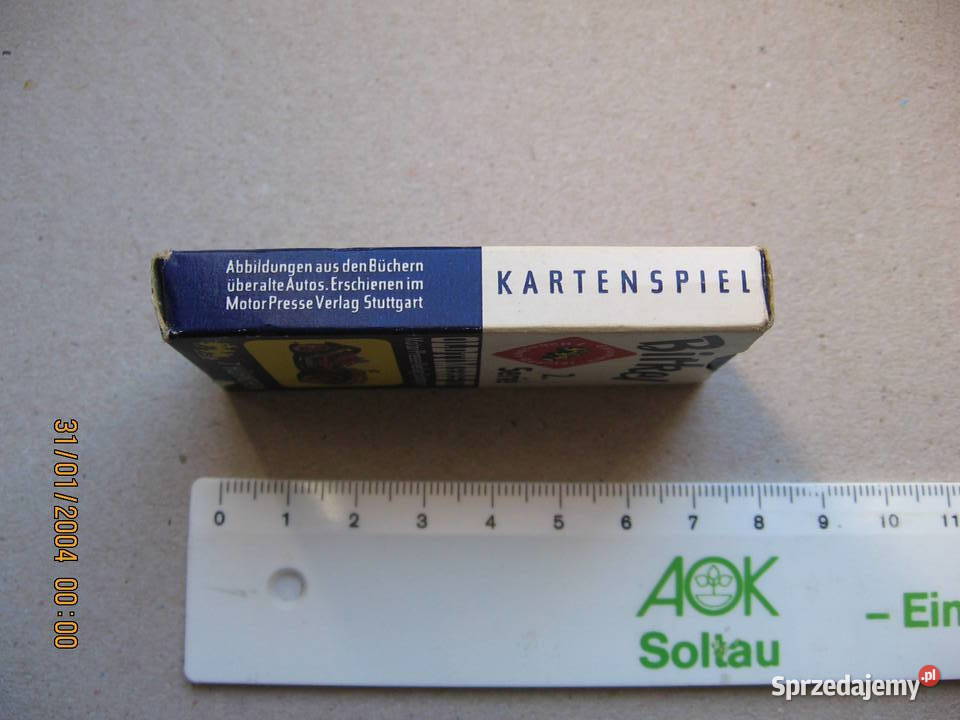 Abbildungen aus den Büchern
über alte Autos. Erschienen im
Motor Presse Verlag Stuttgart
KARTENSPIEL
2.
31/01/2004 00:00
0 1 2 3 4 5 6 7 8 9 10 11
AOK
Soltau
– Ein
Sprzedajemy.pl